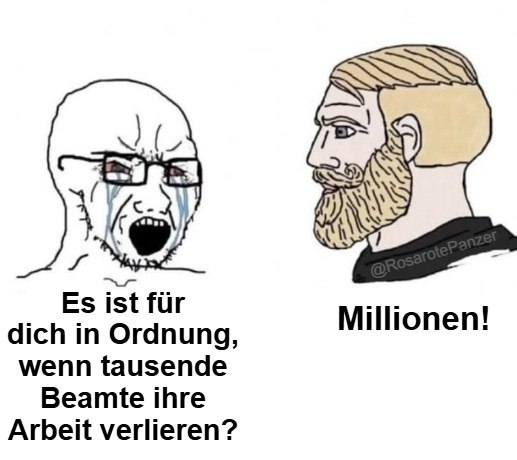 Es ist für
dich in Ordnung,
wenn tausende
Beamte ihre
Arbeit verlieren?
Millionen!
@RosarotePanzer